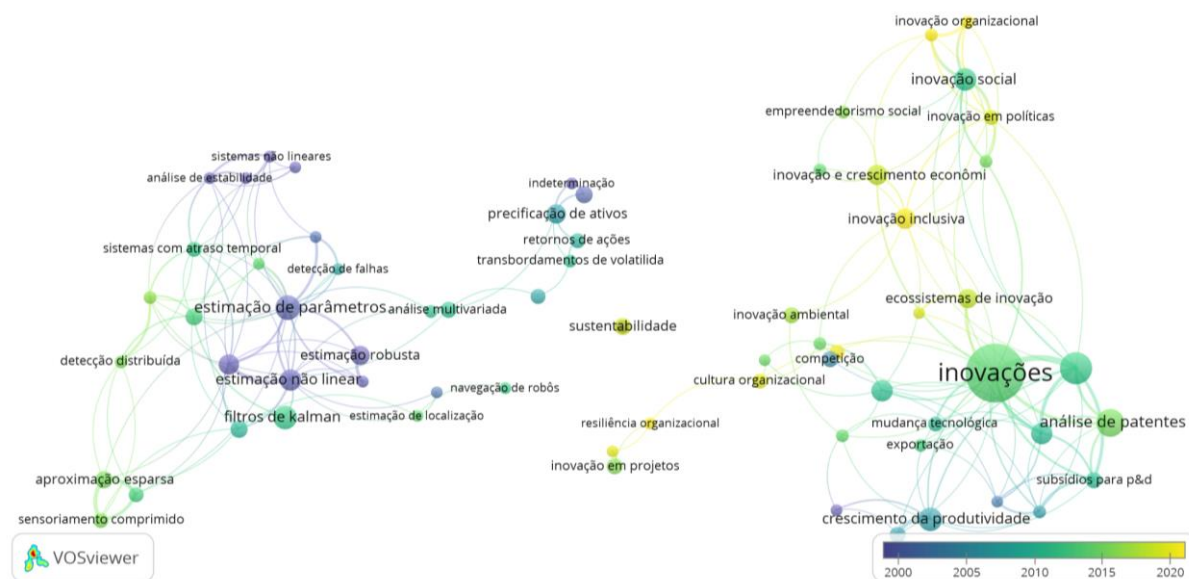 inovação organizacional
inovação social
empreendedorismo social
inovação em políticas
sistemas não lineares
análise de estabilidade
indeterminação
inovação e crescimento econômi
precificação de ativos
inovação inclusiva
retornos de ações
sistemas com atraso temporal
transbordamentos de volatilida
detecção de falhas
ecossistemas de inovação
estimação de parâmetros
análise multivariada
inovação ambiental
sustentabilidade
estimação robusta
detecção distribuída
competição
inovações
estimação não linear
cultura organizacional
navegação de robôs
filtros de kalman
estimação de localização
resiliência organizacional
mudança tecnológica
análise de patentes
exportação
inovação em projetos
aproximação esparsa
subsídios para p&d
sensoriamento comprimido
crescimento da produtividade
VOSviewer
2000 2005 2010 2015 2020